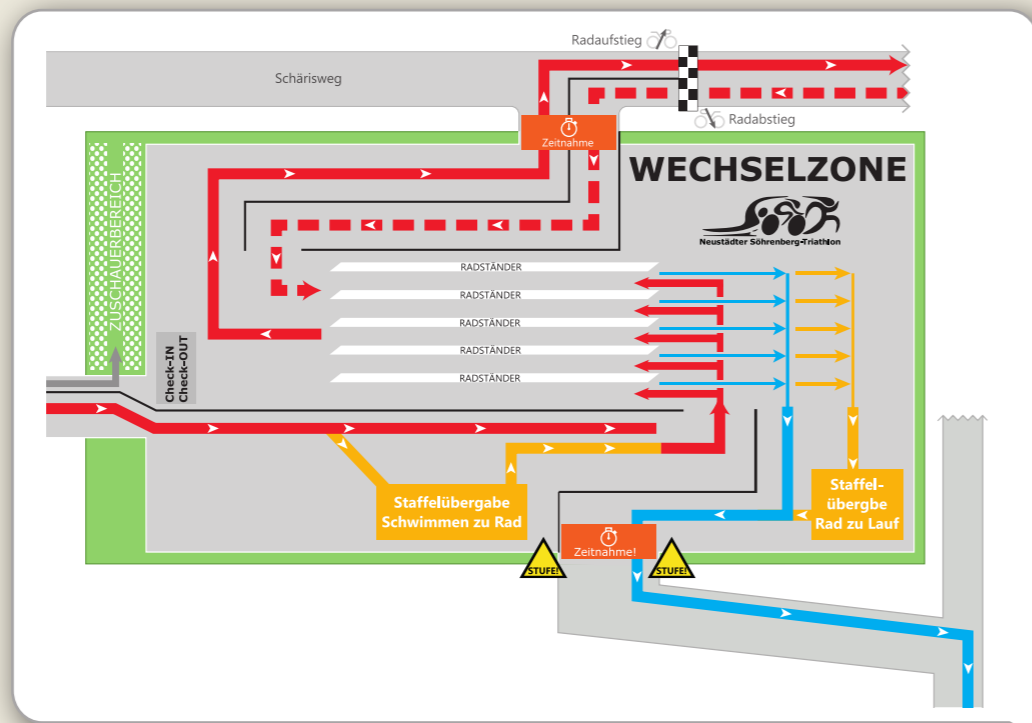 Radaufstieg
Schärisweg
Radabstieg
Zeitnahme
WECHSELZONE
Neustädter Söhrenberg-Triathlon
ZUSCHAUERBEREICH
RADSTÄNDER
RADSTÄNDER
RADSTÄNDER
RADSTÄNDER
RADSTÄNDER
Check-IN
Check-OUT
Staffelübergabe
Schwimmen zu Rad
Staffel-
übergbe
Rad zu Lauf
Zeitnahme!
STUFE!
STUFE!